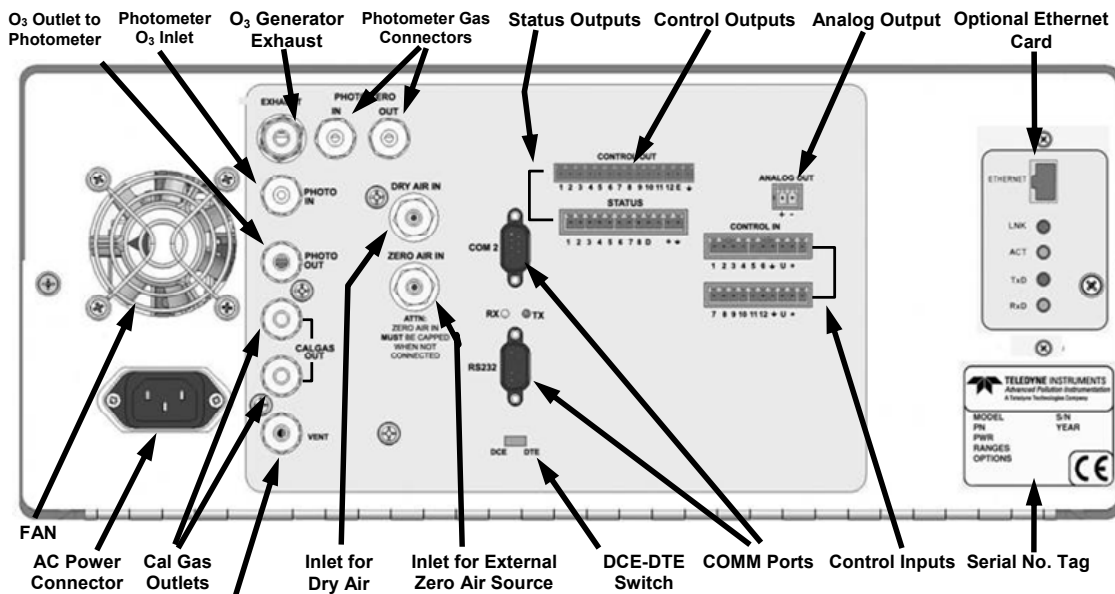 O3 Outlet to
Photometer
Photometer
O3 Inlet
O3 Generator
Exhaust
Photometer Gas
Connectors
Status Outputs
Control Outputs
Analog Output
Optional Ethernet
Card
EXHAUST
PHOTO ZERO
IN
OUT
PHOTO
IN
DRY AIR IN
CONTROL OUT
1 2 3 4 5 6 7 8 9 10 11 12 E
STATUS
1 2 3 4 5 6 7 8 D +
ANALOG OUT
+ -
CONTROL IN
1 2 3 4 5 6 U +
7 8 9 10 11 12 U +
ETHERNET
LNK
ACT
TxD
RxD
PHOTO
OUT
ZERO AIR IN
ATTN:
ZERO AIR IN
MUST BE CAPPED
WHEN NOT
CONNECTED
COM 2
RX
TX
RS232
CALGAS
OUT
VENT
DCE DTE
TELEDYNE INSTRUMENTS
Advanced Pollution Instrumentation
A Teledyne Technologies Company
MODEL S/N
PN YEAR
PWR
RANGES
OPTIONS
CE
FAN
AC Power
Connector
Cal Gas
Outlets
Inlet for
Dry Air
Inlet for External
Zero Air Source
DCE-DTE
Switch
COMM Ports
Control Inputs
Serial No. Tag